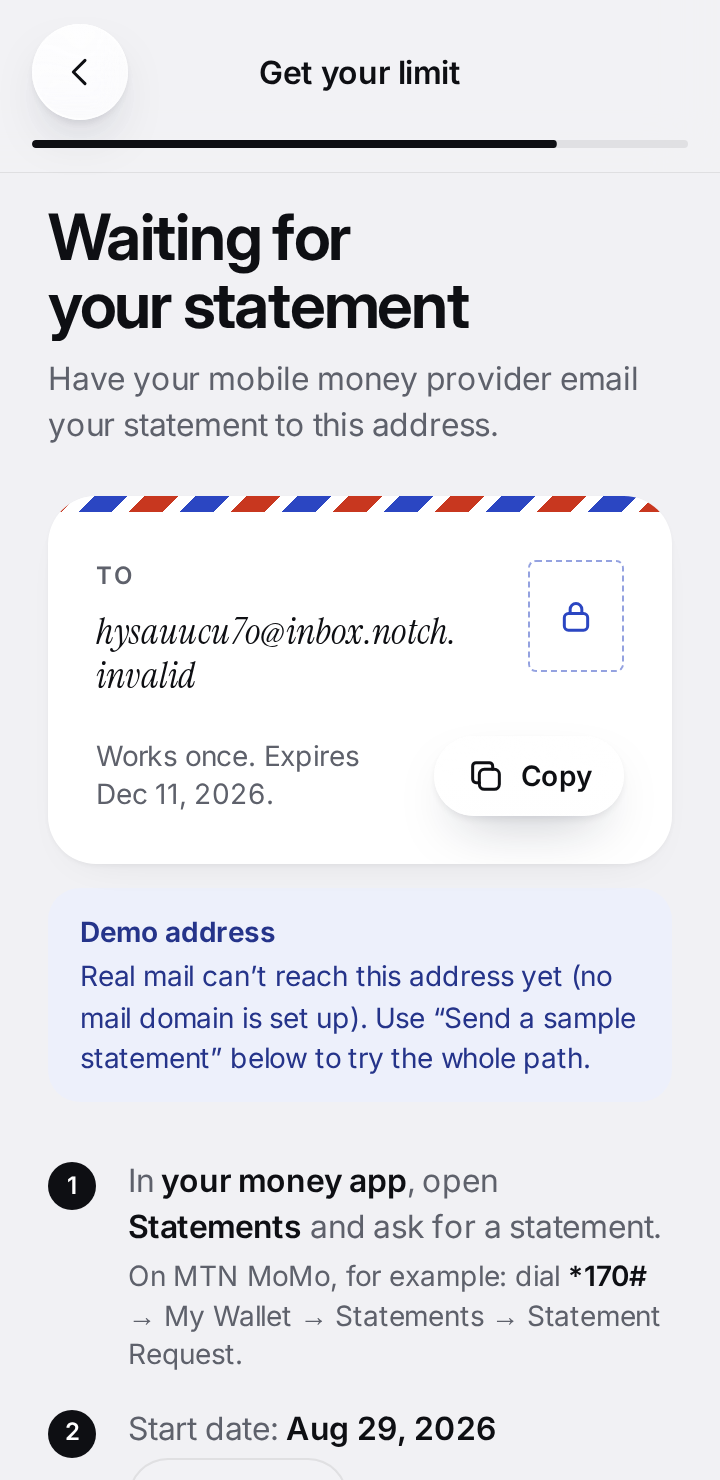 Get your limit
Waiting for
your statement
Have your mobile money provider email
your statement to this address.
TO
hysauucu7o@inbox.notch.
invalid
Works once. Expires
Dec 11, 2026.
Copy
Demo address
Real mail can’t reach this address yet (no
mail domain is set up). Use “Send a sample
statement” below to try the whole path.
1
In your money app, open
Statements and ask for a statement.
On MTN MoMo, for example: dial *170#
→ My Wallet → Statements → Statement
Request.
2
Start date: Aug 29, 2026